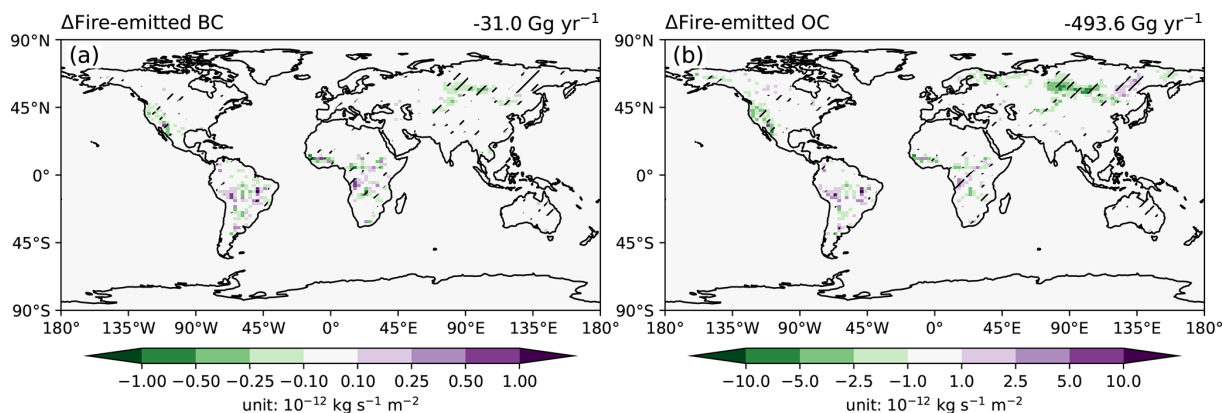 ΔFire-emitted BC -31.0 Gg yr⁻¹
(a)
90°N
45°N
0°
45°S
90°S
180° 135°W 90°W 45°W 0° 45°E 90°E 135°E 180°
−1.00 −0.50 −0.25 −0.10 0.10 0.25 0.50 1.00
unit: 10⁻¹² kg s⁻¹ m⁻²
ΔFire-emitted OC -493.6 Gg yr⁻¹
(b)
90°N
45°N
0°
45°S
90°S
180° 135°W 90°W 45°W 0° 45°E 90°E 135°E 180°
−10.0 −5.0 −2.5 −1.0 1.0 2.5 5.0 10.0
unit: 10⁻¹² kg s⁻¹ m⁻²